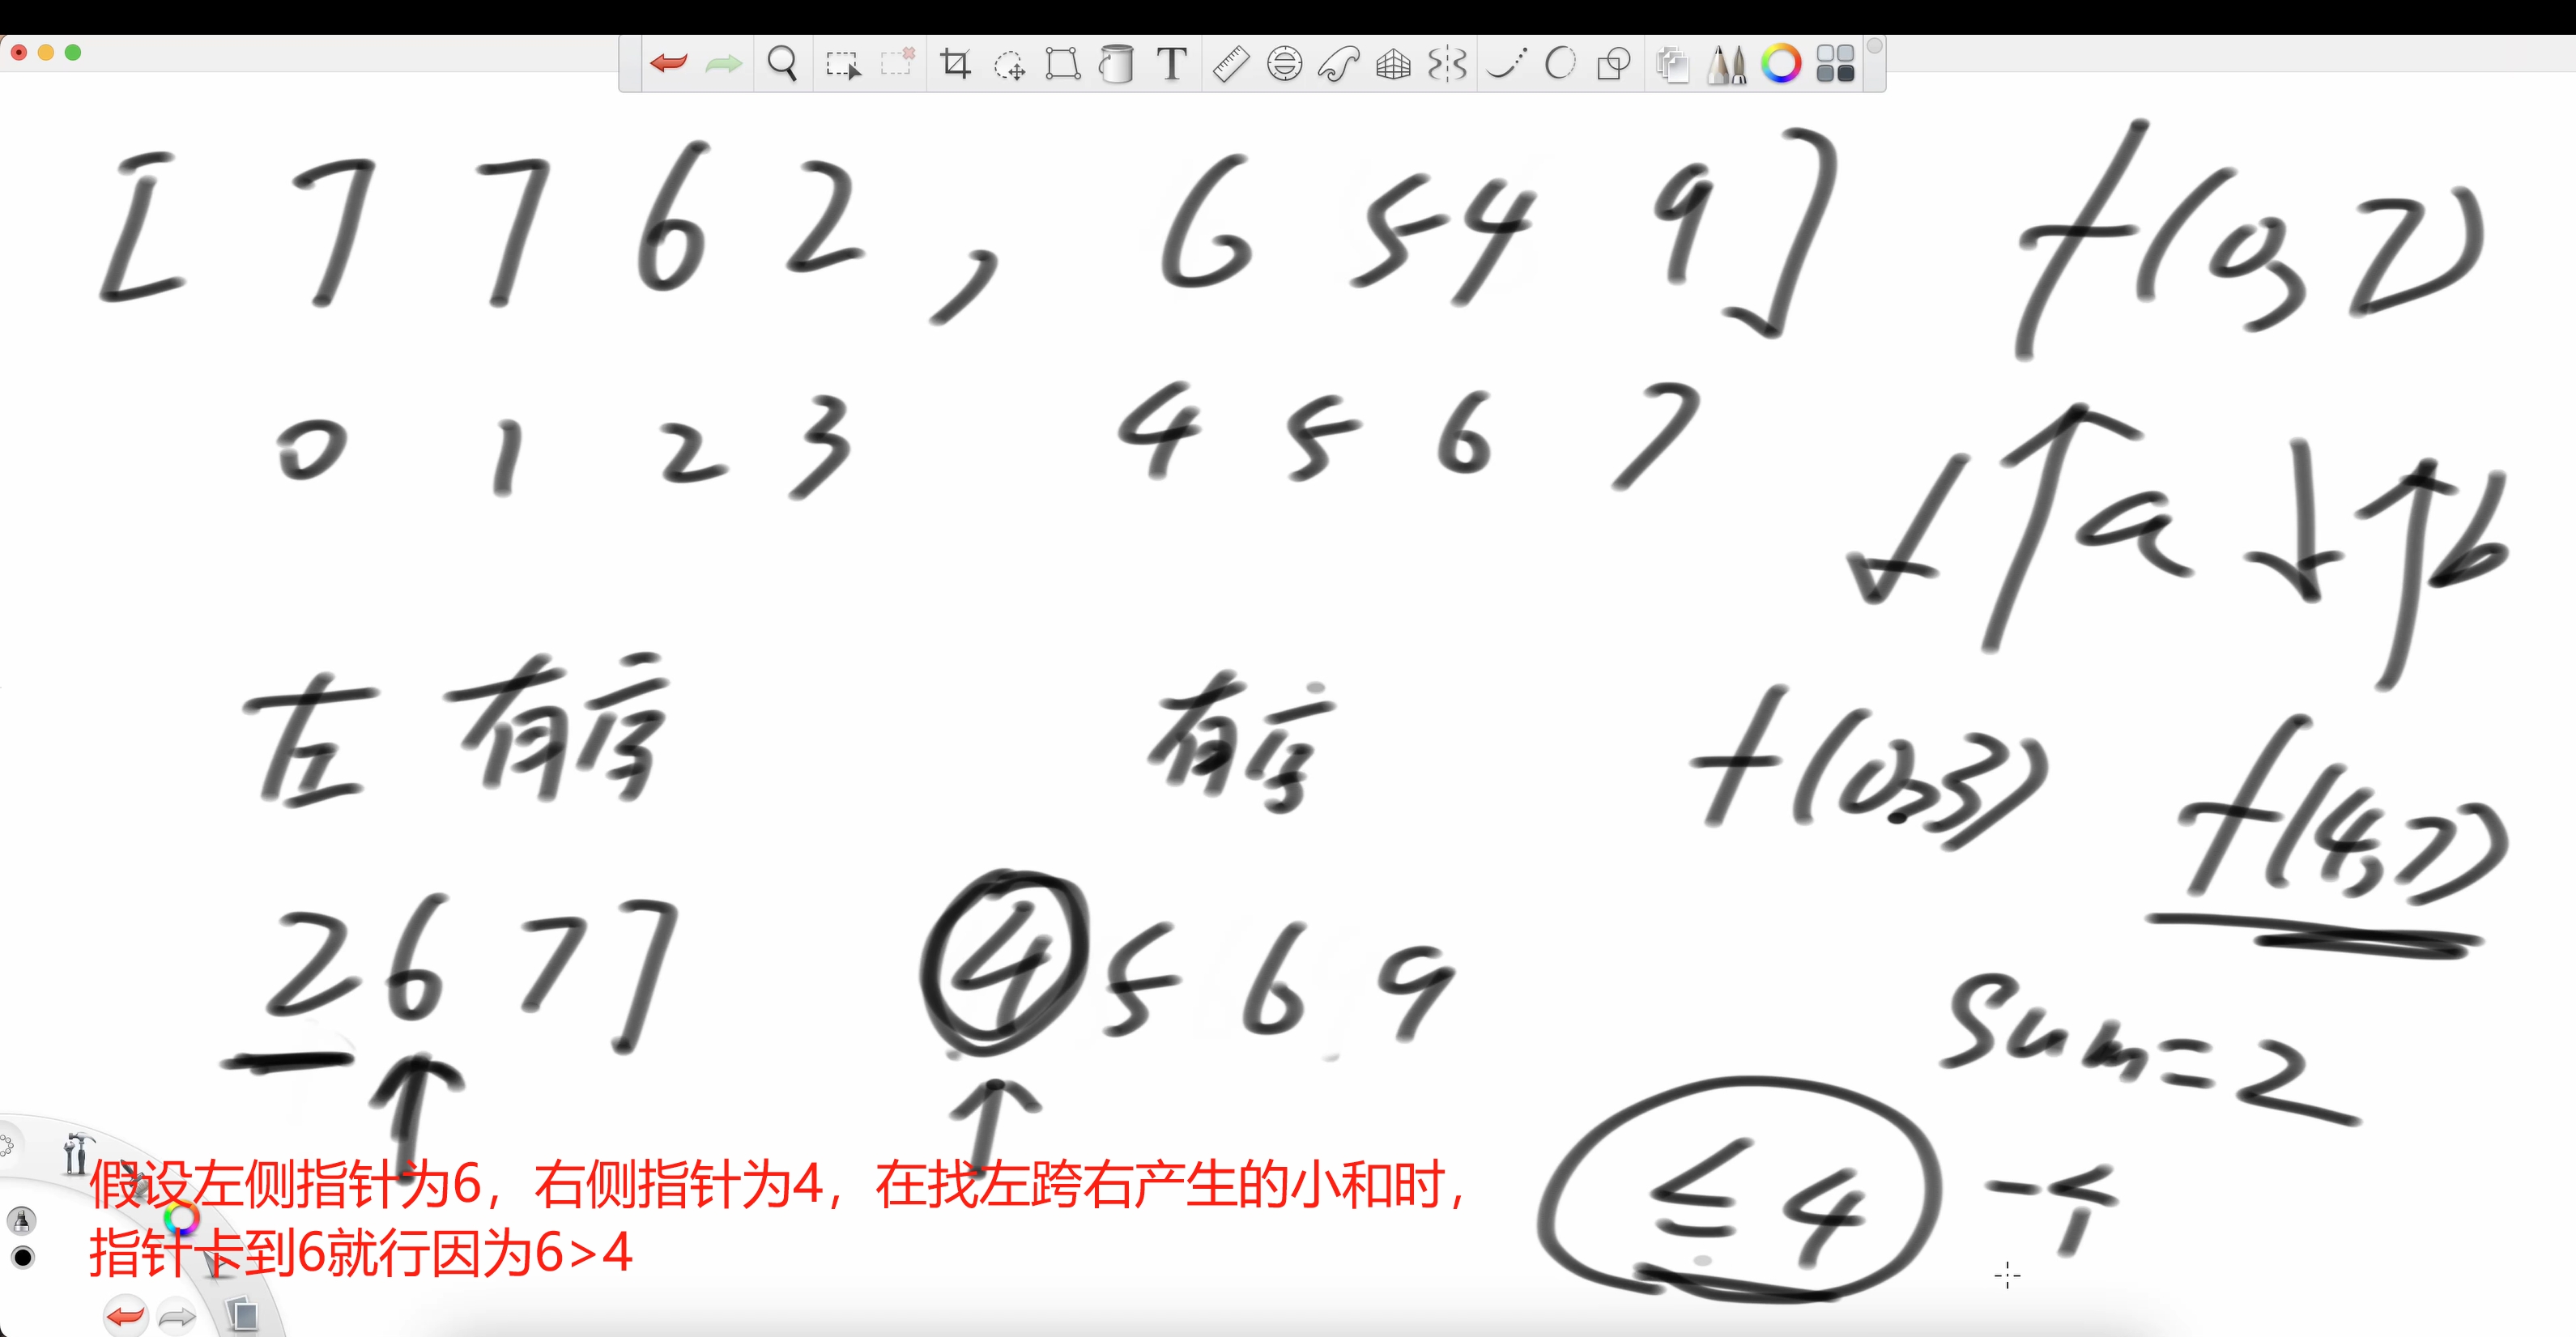 [ 7 7 6 2 , 6 5 4 9 ] f(0,7)
0 1 2 3 4 5 6 7
↓ ↑ a ↓ ↑ b
左 有序 有序 f(0,3) f(4,7)
2 6 7 7 4 5 6 9
↑ ↑
sum=2
≤4
假设左侧指针为6，右侧指针为4，在找左跨右产生的小和时，
指针卡到6就行因为6>4
T